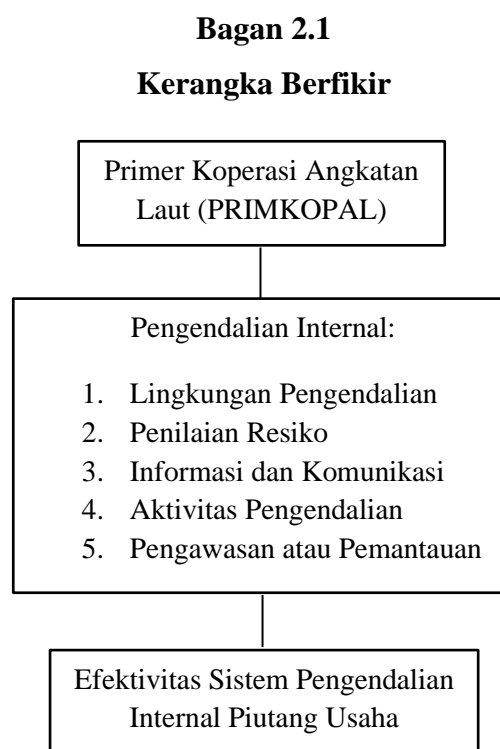 Bagan 2.1
Kerangka Berfikir
Primer Koperasi Angkatan
Laut (PRIMKOPAL)
Pengendalian Internal:
1. Lingkungan Pengendalian
2. Penilaian Resiko
3. Informasi dan Komunikasi
4. Aktivitas Pengendalian
5. Pengawasan atau Pemantauan
Efektivitas Sistem Pengendalian
Internal Piutang Usaha